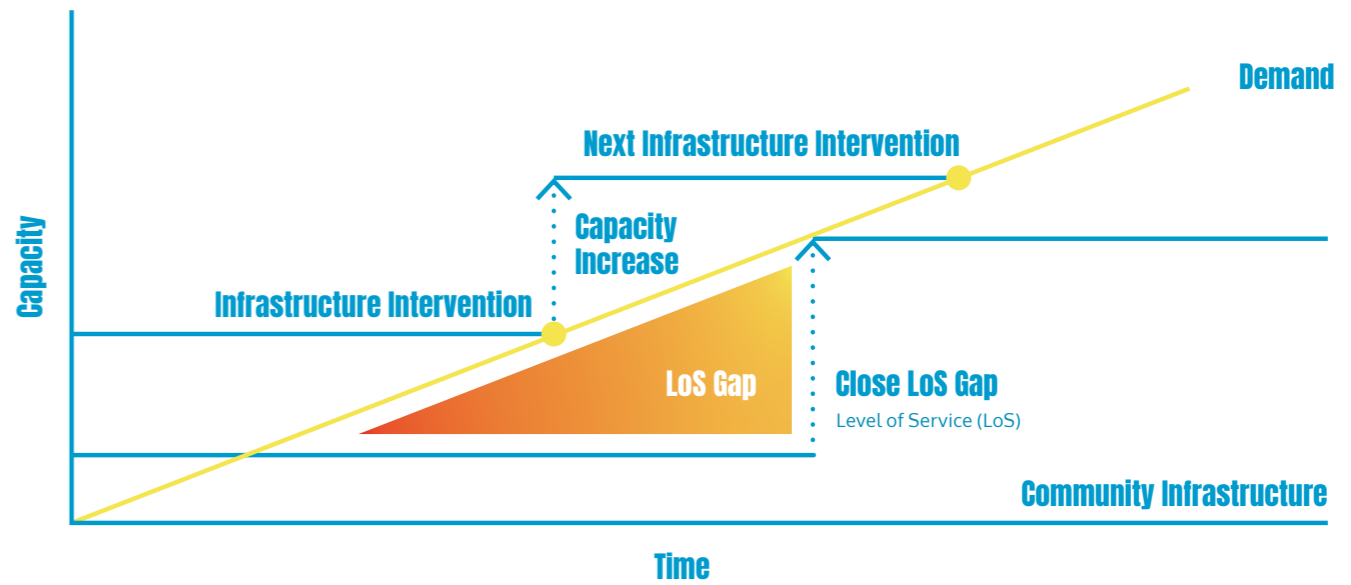 Demand
Next Infrastructure Intervention
Capacity
Increase
Capacity
Infrastructure Intervention
LoS Gap
Close LoS Gap
Level of Service (LoS)
Community Infrastructure
Time